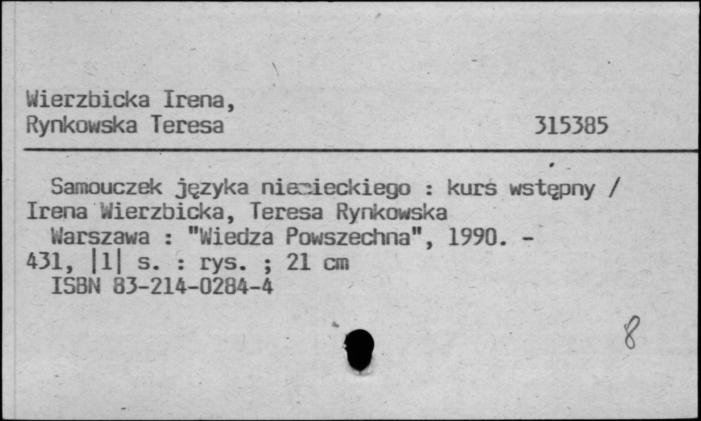 Wierzbicka Irena,
Rynkowska Teresa 315385
Samouczek języka niemieckiego : kurs wstępny /
Irena Wierzbicka, Teresa Rynkowska
Warszawa : "Wiedza Powszechna", 1990. -
431, |1| s. : rys. ; 21 cm
ISBN 83-214-0284-4
8